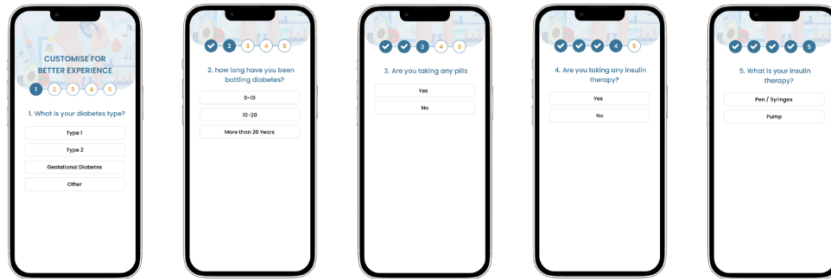 CUSTOMISE FOR
BETTER EXPERIENCE
1 2 3 4 5
1. What is your diabetes type?
Type 1
Type 2
Gestational Diabetes
Other
2 3 4 5
2. how long have you been
battling diabetes?
0-10
10-20
More than 20 Years
3 4 5
3. Are you taking any pills
Yes
No
4 5
4. Are you taking any insulin
therapy?
Yes
No
5
5. What is your insulin
therapy?
Pen / Syringes
Pump